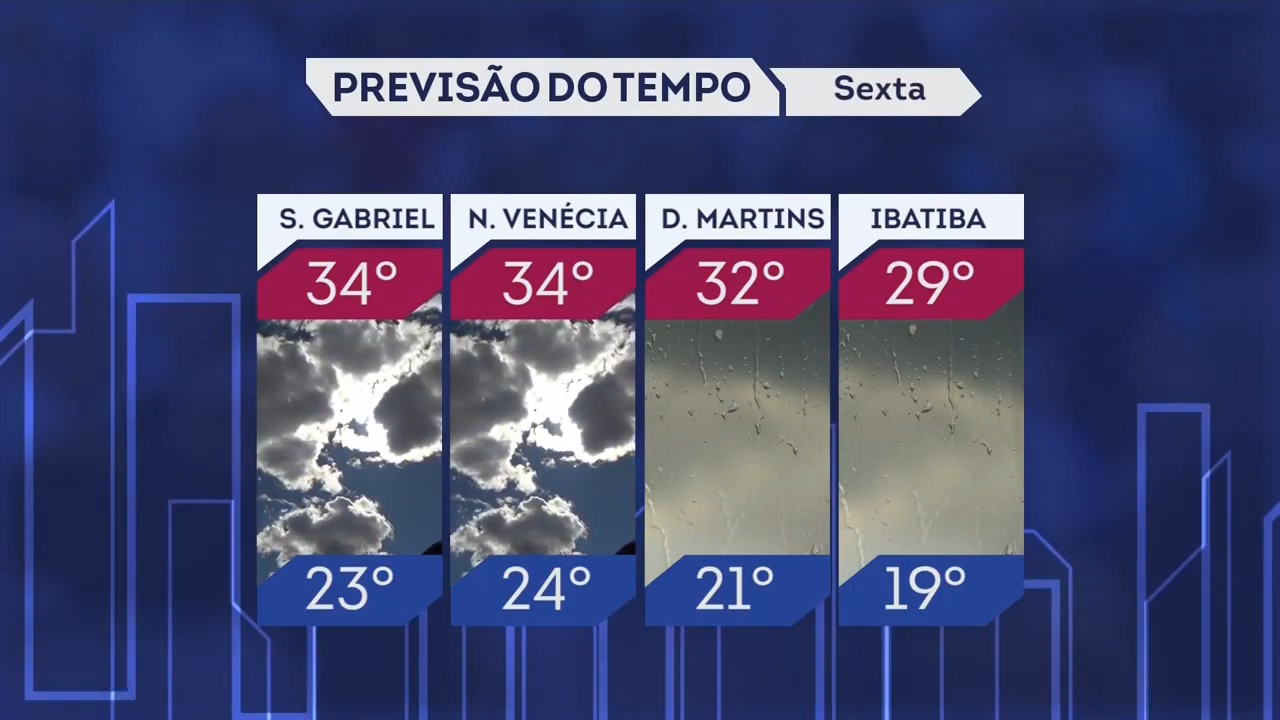 PREVISÃO DO TEMPO
Sexta
S. GABRIEL
34°
23°
N. VENÉCIA
34°
24°
D. MARTINS
32°
21°
IBATIBA
29°
19°